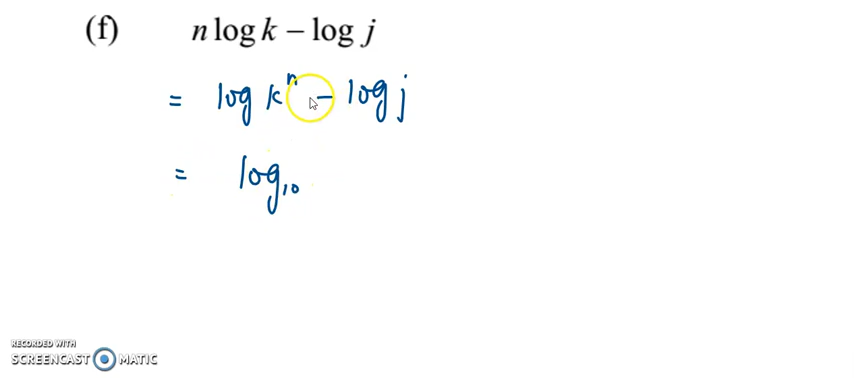 (f) n log k − log j
= log kⁿ − log j
= log₁₀
RECORDED WITH
SCREENCAST MATIC